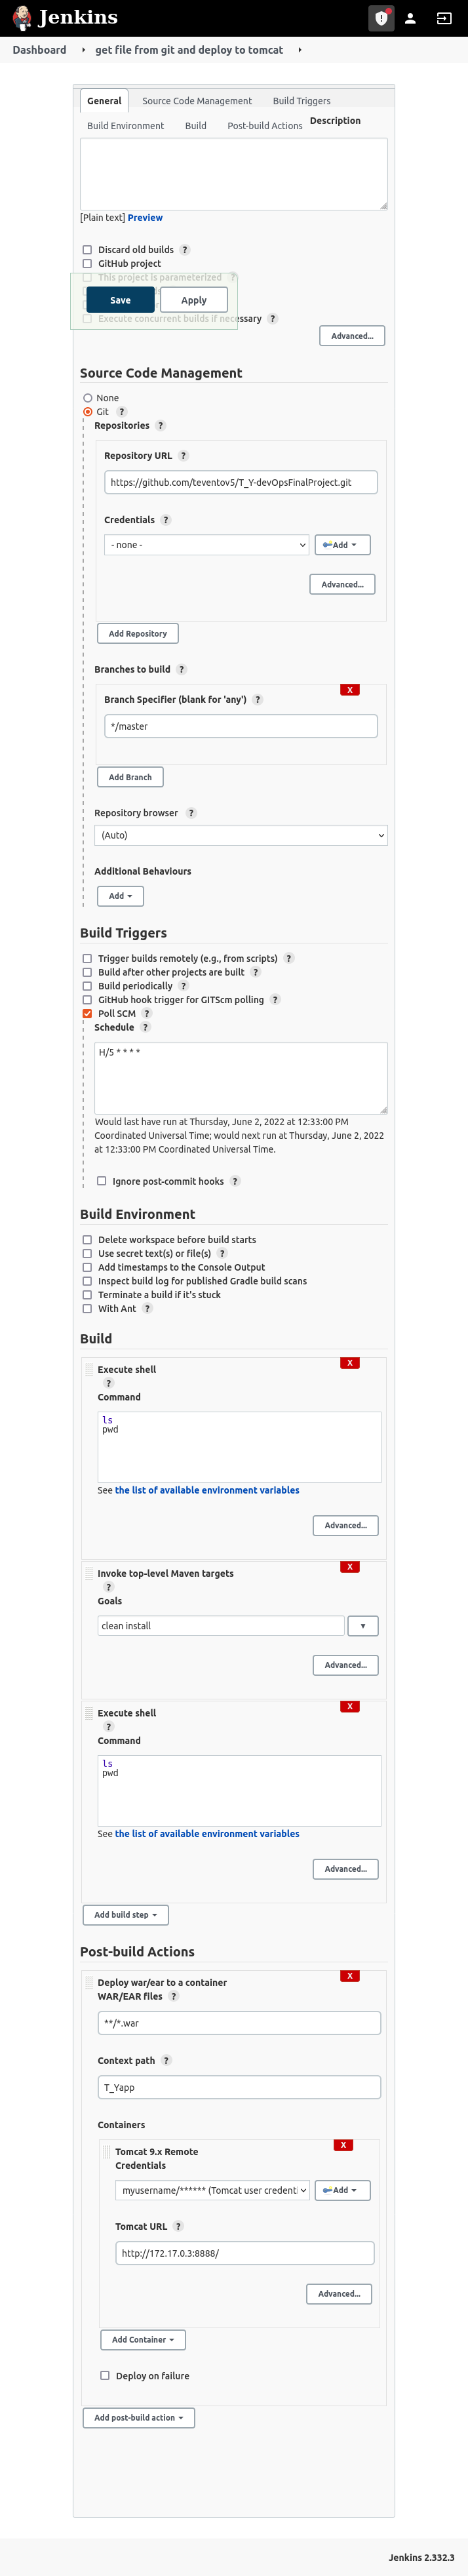 Jenkins
Dashboard get file from git and deploy to tomcat
General Source Code Management Build Triggers
Build Environment Build Post-build Actions Description
[Plain text] Preview
Discard old builds ?
GitHub project
This project is parameterized ?
Save Apply
Execute concurrent builds if necessary ?
Advanced...
Source Code Management
None
Git ?
Repositories ?
Repository URL ?
https://github.com/teventov5/T_Y-devOpsFinalProject.git
Credentials ?
- none - Add
Advanced...
Add Repository
Branches to build ?
X
Branch Specifier (blank for 'any') ?
*/master
Add Branch
Repository browser ?
(Auto)
Additional Behaviours
Add
Build Triggers
Trigger builds remotely (e.g., from scripts) ?
Build after other projects are built ?
Build periodically ?
GitHub hook trigger for GITScm polling ?
Poll SCM ?
Schedule ?
H/5 * * * *
Would last have run at Thursday, June 2, 2022 at 12:33:00 PM
Coordinated Universal Time; would next run at Thursday, June 2, 2022
at 12:33:00 PM Coordinated Universal Time.
Ignore post-commit hooks ?
Build Environment
Delete workspace before build starts
Use secret text(s) or file(s) ?
Add timestamps to the Console Output
Inspect build log for published Gradle build scans
Terminate a build if it's stuck
With Ant ?
Build
X
Execute shell
?
Command
ls
pwd
See the list of available environment variables
Advanced...
X
Invoke top-level Maven targets
?
Goals
clean install
Advanced...
X
Execute shell
?
Command
ls
pwd
See the list of available environment variables
Advanced...
Add build step
Post-build Actions
X
Deploy war/ear to a container
WAR/EAR files ?
**/*.war
Context path ?
T_Yapp
Containers
X
Tomcat 9.x Remote
Credentials
myusername/****** (Tomcat user credenti Add
Tomcat URL ?
http://172.17.0.3:8888/
Advanced...
Add Container
Deploy on failure
Add post-build action
Jenkins 2.332.3